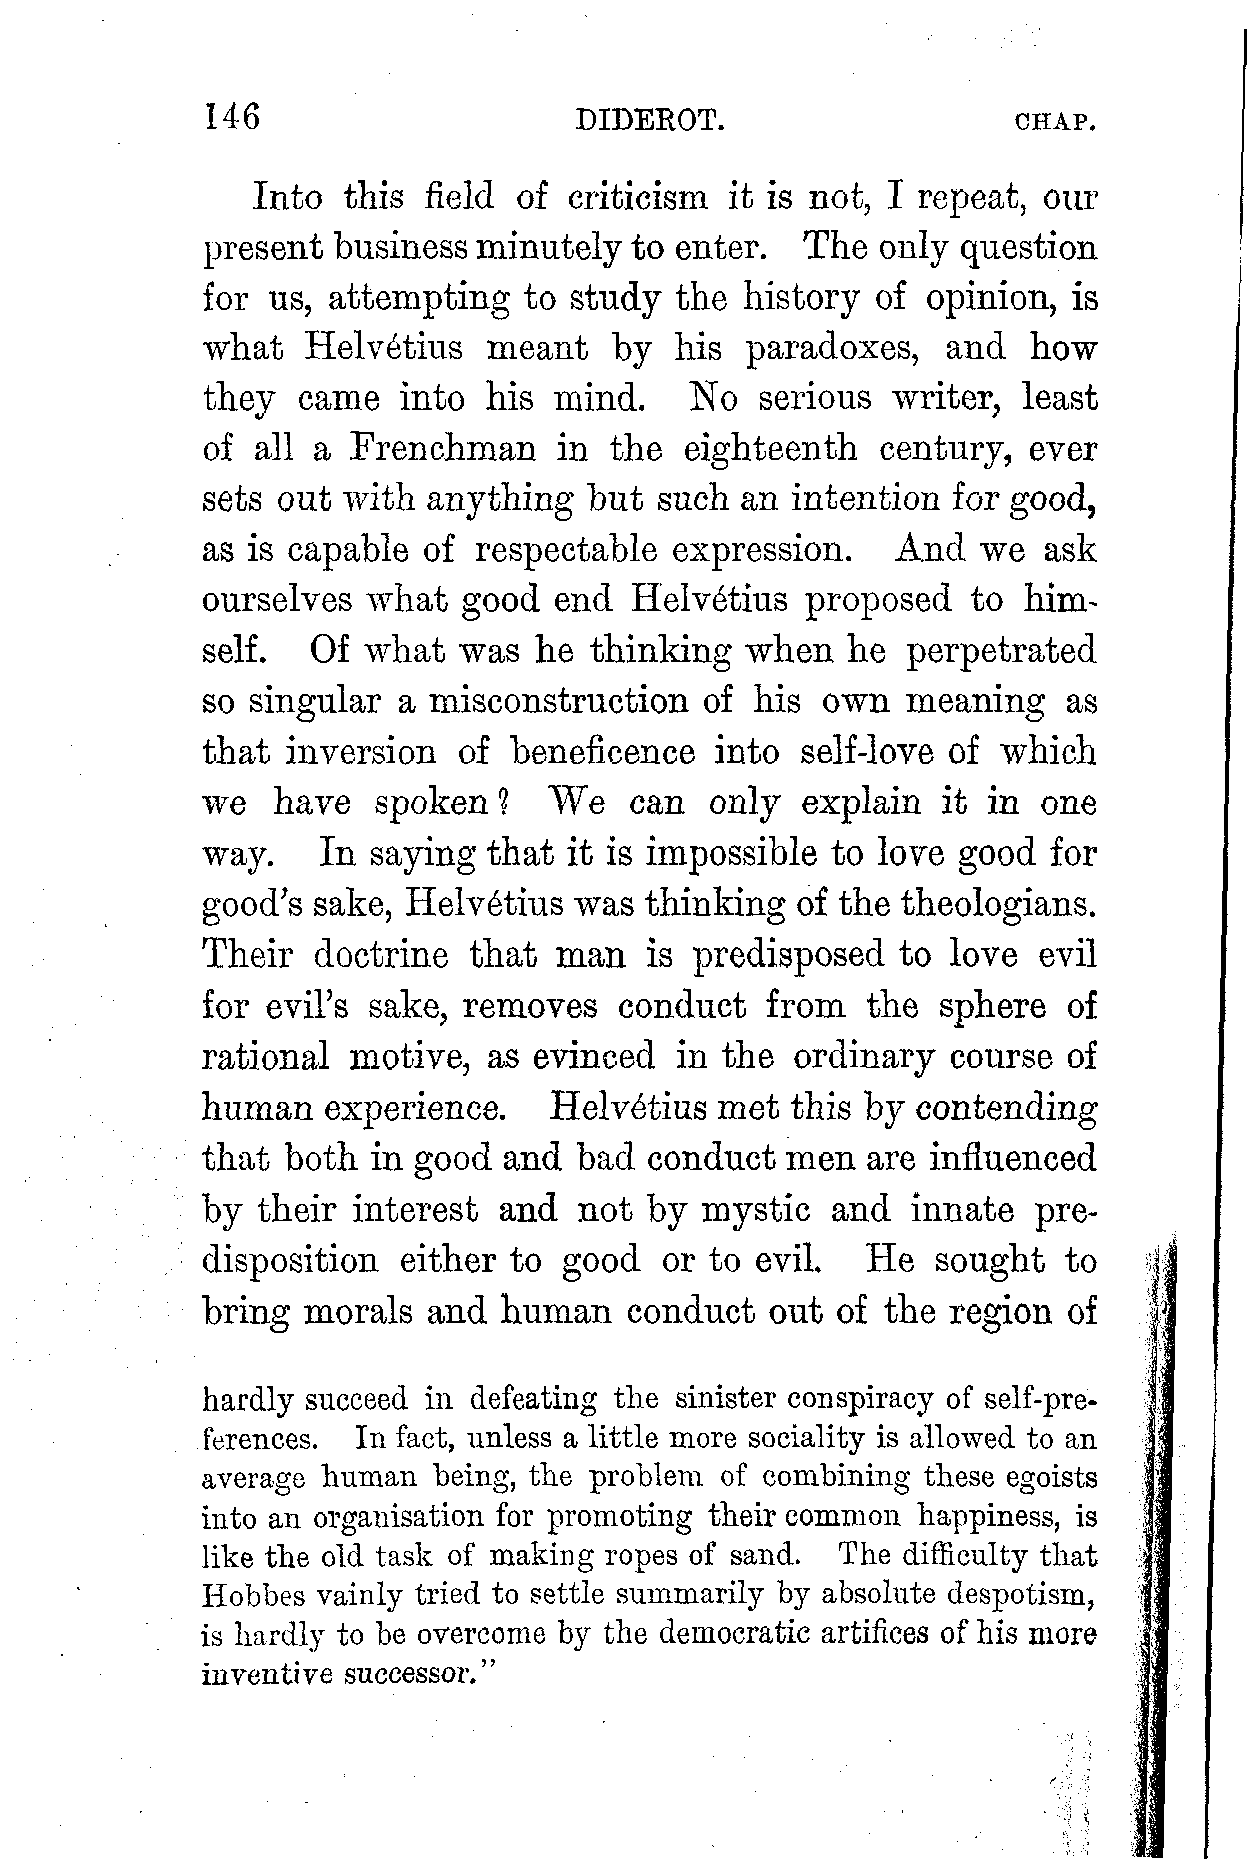 146 DIDEROT. CHAP.
Into this field of criticism it is not, I repeat, our
present business minutely to enter. The only question
for us, attempting to study the history of opinion, is
what Helvétius meant by his paradoxes, and how
they came into his mind. No serious writer, least
of all a Frenchman in the eighteenth century, ever
sets out with anything but such an intention for good,
as is capable of respectable expression. And we ask
ourselves what good end Helvétius proposed to him-
self. Of what was he thinking when he perpetrated
so singular a misconstruction of his own meaning as
that inversion of beneficence into self-love of which
we have spoken? We can only explain it in one
way. In saying that it is impossible to love good for
good's sake, Helvétius was thinking of the theologians.
Their doctrine that man is predisposed to love evil
for evil's sake, removes conduct from the sphere of
rational motive, as evinced in the ordinary course of
human experience. Helvétius met this by contending
that both in good and bad conduct men are influenced
by their interest and not by mystic and innate pre-
disposition either to good or to evil. He sought to
bring morals and human conduct out of the region of
hardly succeed in defeating the sinister conspiracy of self-pre-
ferences. In fact, unless a little more sociality is allowed to an
average human being, the problem of combining these egoists
into an organisation for promoting their common happiness, is
like the old task of making ropes of sand. The difficulty that
Hobbes vainly tried to settle summarily by absolute despotism,
is hardly to be overcome by the democratic artifices of his more
inventive successor."